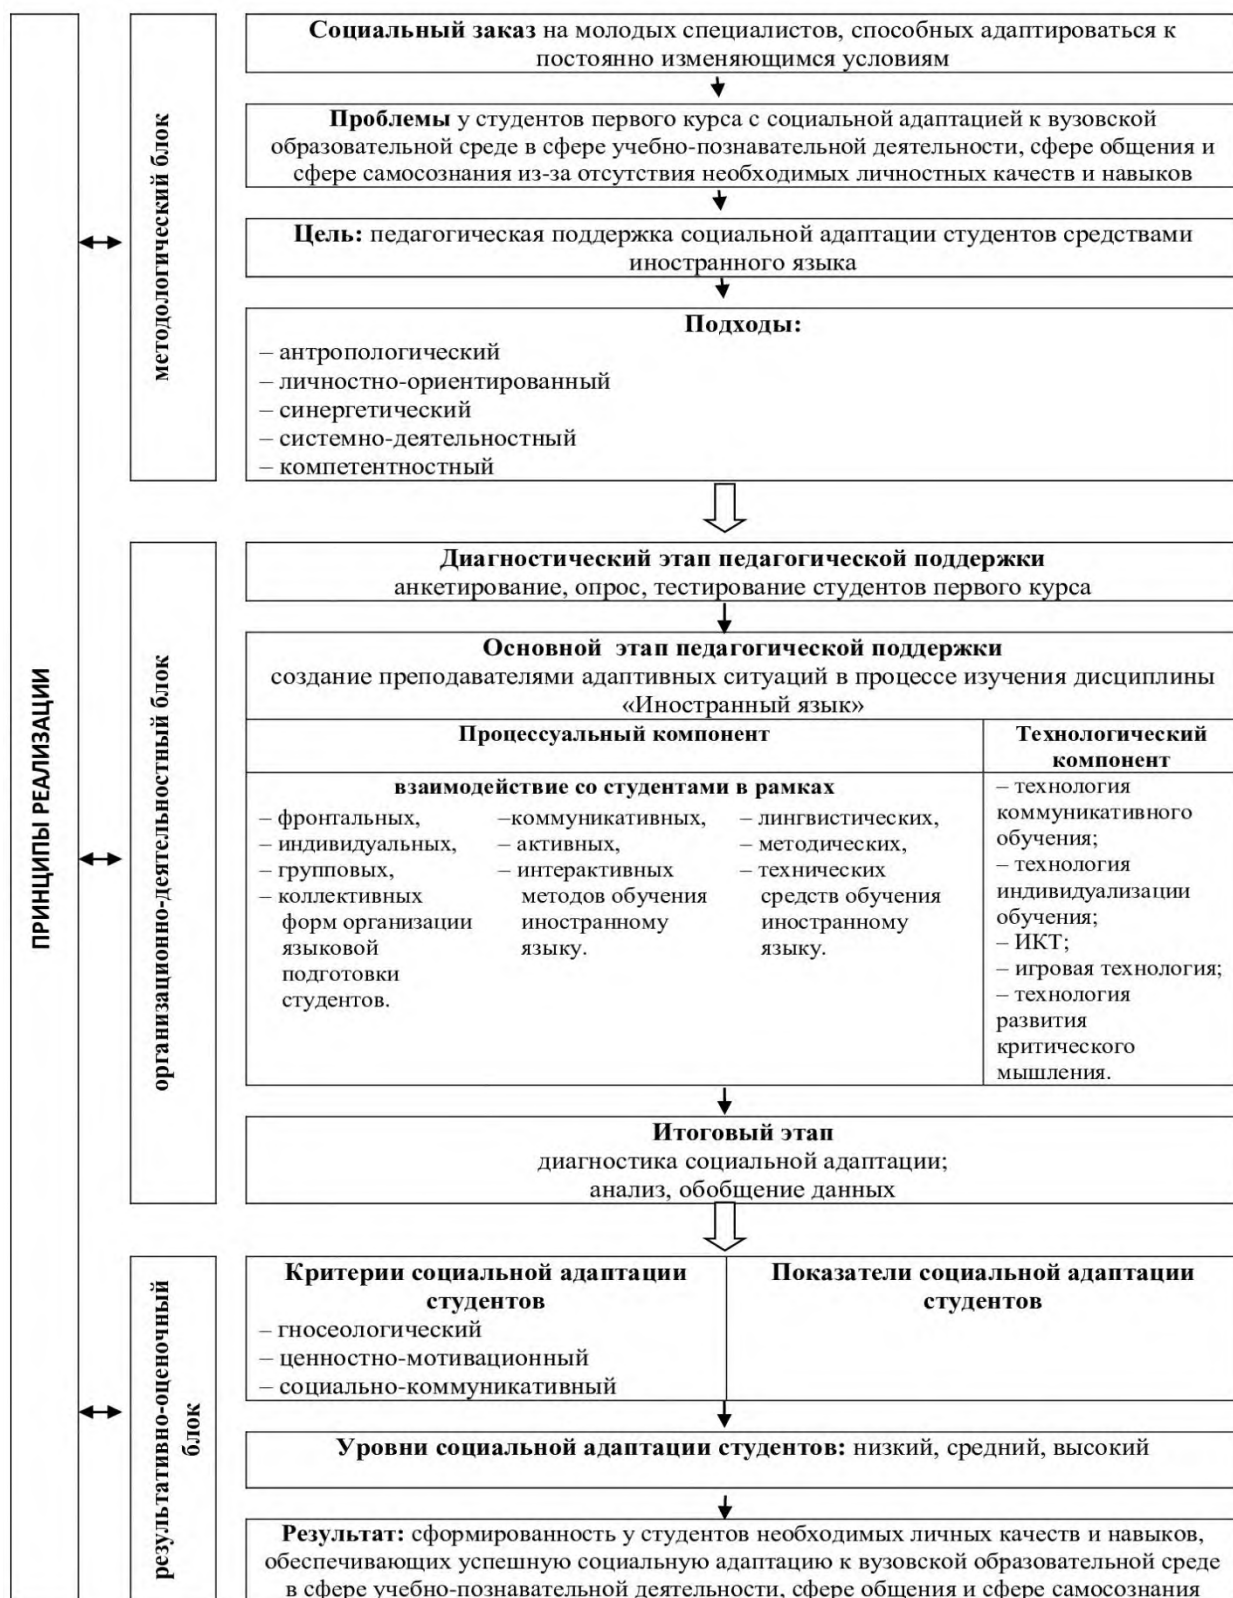 ПРИНЦИПЫ РЕАЛИЗАЦИИ
методологический блок
Социальный заказ на молодых специалистов, способных адаптироваться к
постоянно изменяющимся условиям
Проблемы у студентов первого курса с социальной адаптацией к вузовской
образовательной среде в сфере учебно-познавательной деятельности, сфере общения и
сфере самосознания из-за отсутствия необходимых личностных качеств и навыков
Цель: педагогическая поддержка социальной адаптации студентов средствами
иностранного языка
Подходы:
– антропологический
– личностно-ориентированный
– синергетический
– системно-деятельностный
– компетентностный
организационно-деятельностный блок
Диагностический этап педагогической поддержки
анкетирование, опрос, тестирование студентов первого курса
Основной этап педагогической поддержки
создание преподавателями адаптивных ситуаций в процессе изучения дисциплины
«Иностранный язык»
Процессуальный компонент
взаимодействие со студентами в рамках
– фронтальных,
– индивидуальных,
– групповых,
– коллективных
форм организации
языковой
подготовки
студентов.
–коммуникативных,
– активных,
– интерактивных
методов обучения
иностранному
языку.
– лингвистических,
– методических,
– технических
средств обучения
иностранному
языку.
Технологический
компонент
– технология
коммуникативного
обучения;
– технология
индивидуализации
обучения;
– ИКТ;
– игровая технология;
– технология
развития
критического
мышления.
Итоговый этап
диагностика социальной адаптации;
анализ, обобщение данных
результативно-оценочный
блок
Критерии социальной адаптации
студентов
– гносеологический
– ценностно-мотивационный
– социально-коммуникативный
Показатели социальной адаптации
студентов
Уровни социальной адаптации студентов: низкий, средний, высокий
Результат: сформированность у студентов необходимых личных качеств и навыков,
обеспечивающих успешную социальную адаптацию к вузовской образовательной среде
в сфере учебно-познавательной деятельности, сфере общения и сфере самосознания